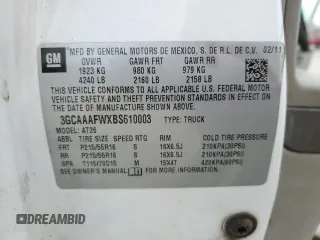 GM
MFD BY GENERAL MOTORS DE MEXICO, S. DE R.L. DE C.V. 02/11
GVWR GAWR FRT GAWR RR
1923 KG 980 KG 979 KG
4240 LB 2160 LB 2158 LB
THIS VEHICLE CONFORMS TO ALL APPLICABLE U.S. FEDERAL MOTOR
VEHICLE SAFETY AND THEFT PREVENTION STANDARDS IN EFFECT ON
THE DATE OF MANUFACTURE SHOWN ABOVE.
3GCAAAFWXBS610003 TYPE: TRUCK
MODEL: AT26
TIRE SIZE SPEED RTG RIM COLD TIRE PRESSURE
FRT P215/55R16 S 16X6.5J 210KPA(30PSI)
RR P215/55R16 S 16X6.5J 210KPA(30PSI)
SPA T115/70D16 M 16X4T 420KPA(60PSI)
SEE OWNER'S MANUAL FOR ADDITIONAL INFORMATION.
BIDHISTORY